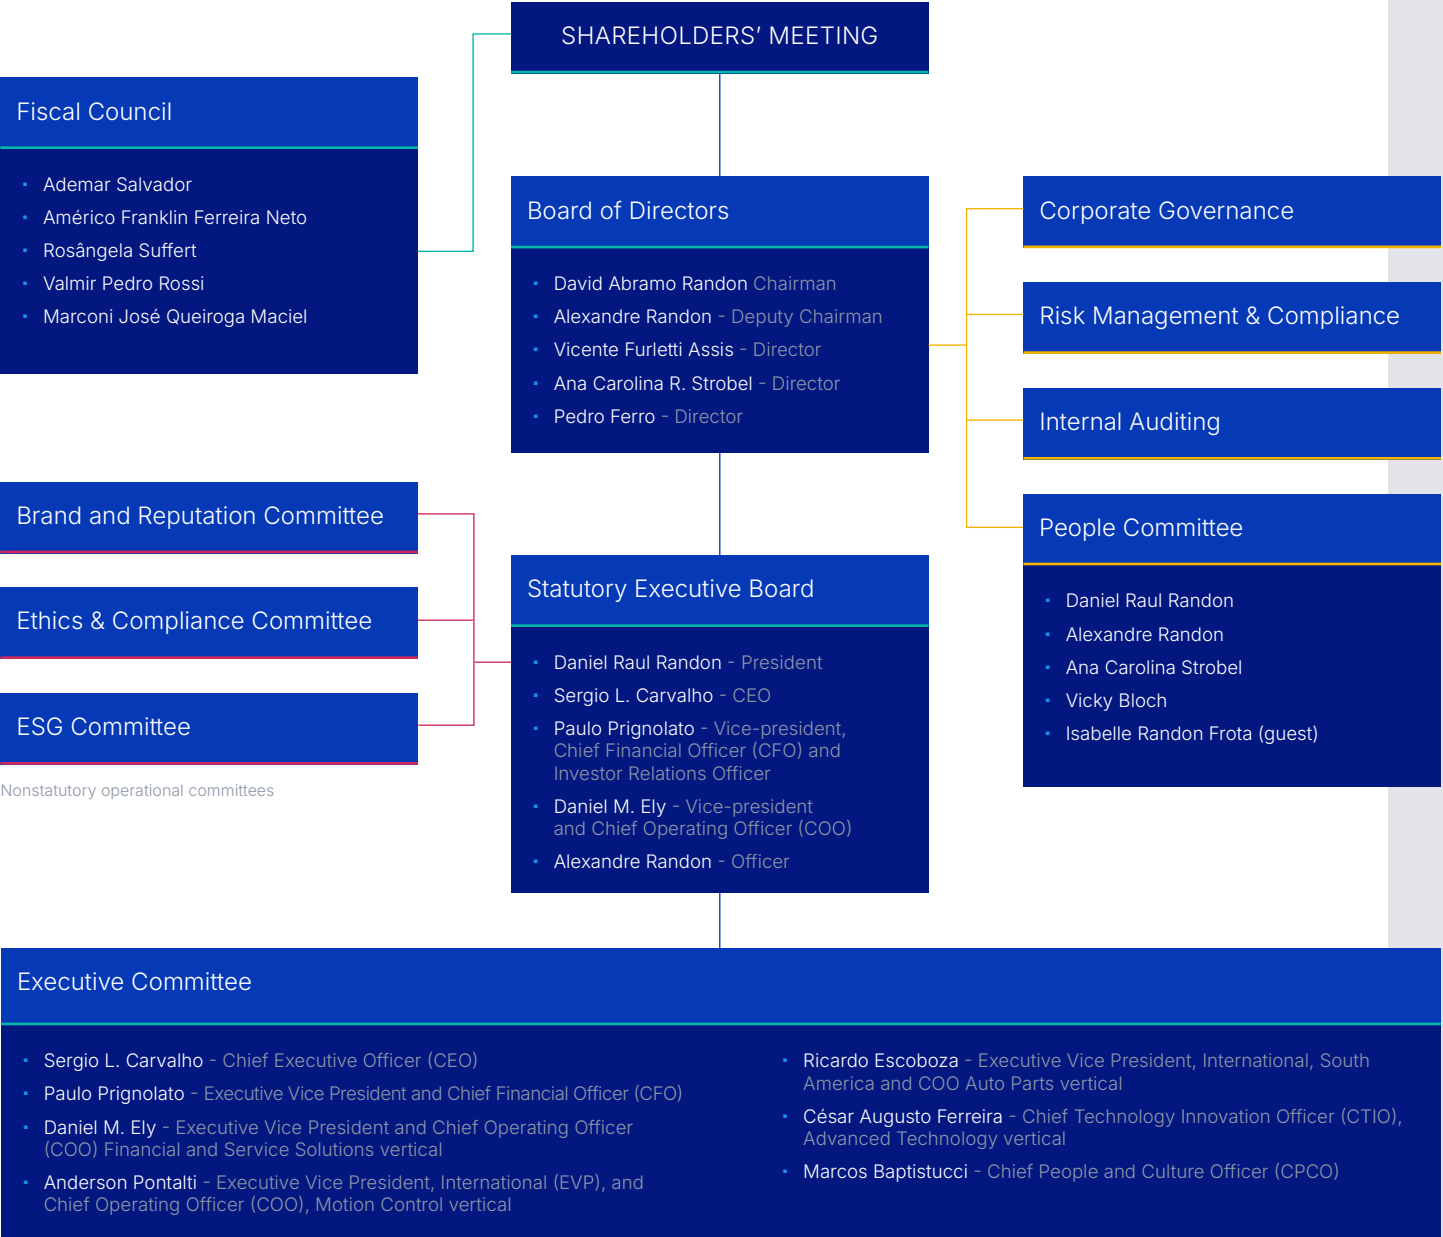 SHAREHOLDERS’ MEETING
Fiscal Council
Ademar Salvador
Américo Franklin Ferreira Neto
Rosângela Suffert
Valmir Pedro Rossi
Marconi José Queiroga Maciel
Board of Directors
David Abramo Randon Chairman
Alexandre Randon - Deputy Chairman
Vicente Furletti Assis - Director
Ana Carolina R. Strobel - Director
Pedro Ferro - Director
Corporate Governance
Risk Management & Compliance
Internal Auditing
People Committee
Daniel Raul Randon
Alexandre Randon
Ana Carolina Strobel
Vicky Bloch
Isabelle Randon Frota (guest)
Brand and Reputation Committee
Ethics & Compliance Committee
ESG Committee
Nonstatutory operational committees
Statutory Executive Board
Daniel Raul Randon - President
Sergio L. Carvalho - CEO
Paulo Prignolato - Vice-president,
Chief Financial Officer (CFO) and
Investor Relations Officer
Daniel M. Ely - Vice-president
and Chief Operating Officer (COO)
Alexandre Randon - Officer
Executive Committee
Sergio L. Carvalho - Chief Executive Officer (CEO)
Paulo Prignolato - Executive Vice President and Chief Financial Officer (CFO)
Daniel M. Ely - Executive Vice President and Chief Operating Officer
(COO) Financial and Service Solutions vertical
Anderson Pontalti - Executive Vice President, International (EVP), and
Chief Operating Officer (COO), Motion Control vertical
Ricardo Escoboza - Executive Vice President, International, South
America and COO Auto Parts vertical
César Augusto Ferreira - Chief Technology Innovation Officer (CTIO),
Advanced Technology vertical
Marcos Baptistucci - Chief People and Culture Officer (CPCO)